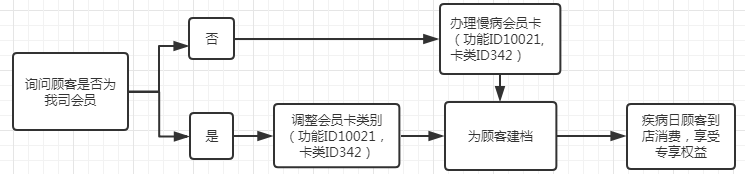 询问顾客是否为
我司会员
否
办理慢病会员卡
（功能ID10021,
卡类ID342）
是
调整会员卡类别
（功能ID10021，
卡类ID342）
为顾客建档
疾病日顾客到
店消费，享受
专享权益